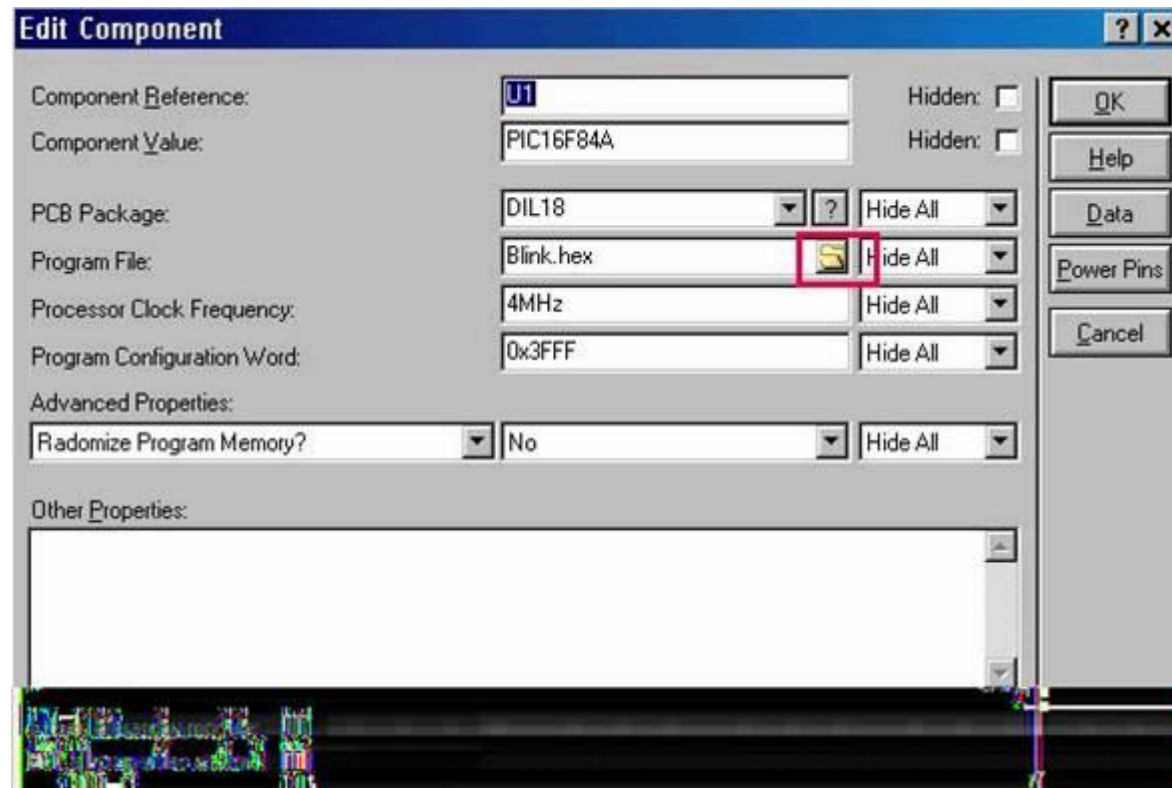 Edit Component ? ×
Component Reference: U1 Hidden: OK
Component Value: PIC16F84A Hidden: Help
PCB Package: DIL18 ? Hide All Data
Program File: Blink.hex Hide All Power Pins
Processor Clock Frequency: 4MHz Hide All Cancel
Program Configuration Word: 0x3FFF Hide All
Advanced Properties:
Radomize Program Memory? No Hide All
Other Properties: